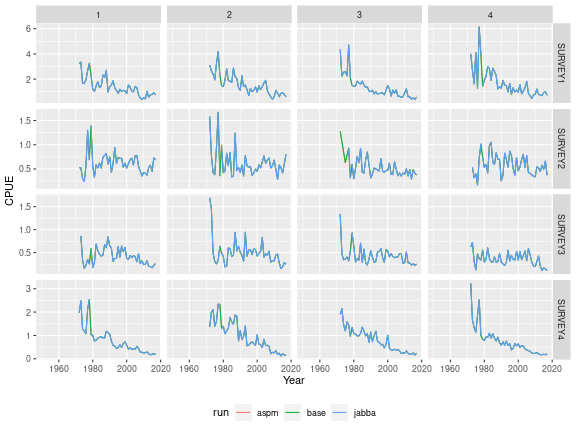 1 2 3 4
6
4
2
SURVEY1
1.5
1.0
0.5
SURVEY2
CPUE
1.5
1.0
0.5
SURVEY3
3
2
1
0
SURVEY4
1960 1980 2000 2020 1960 1980 2000 2020 1960 1980 2000 2020 1960 1980 2000 2020
Year
run aspm base jabba